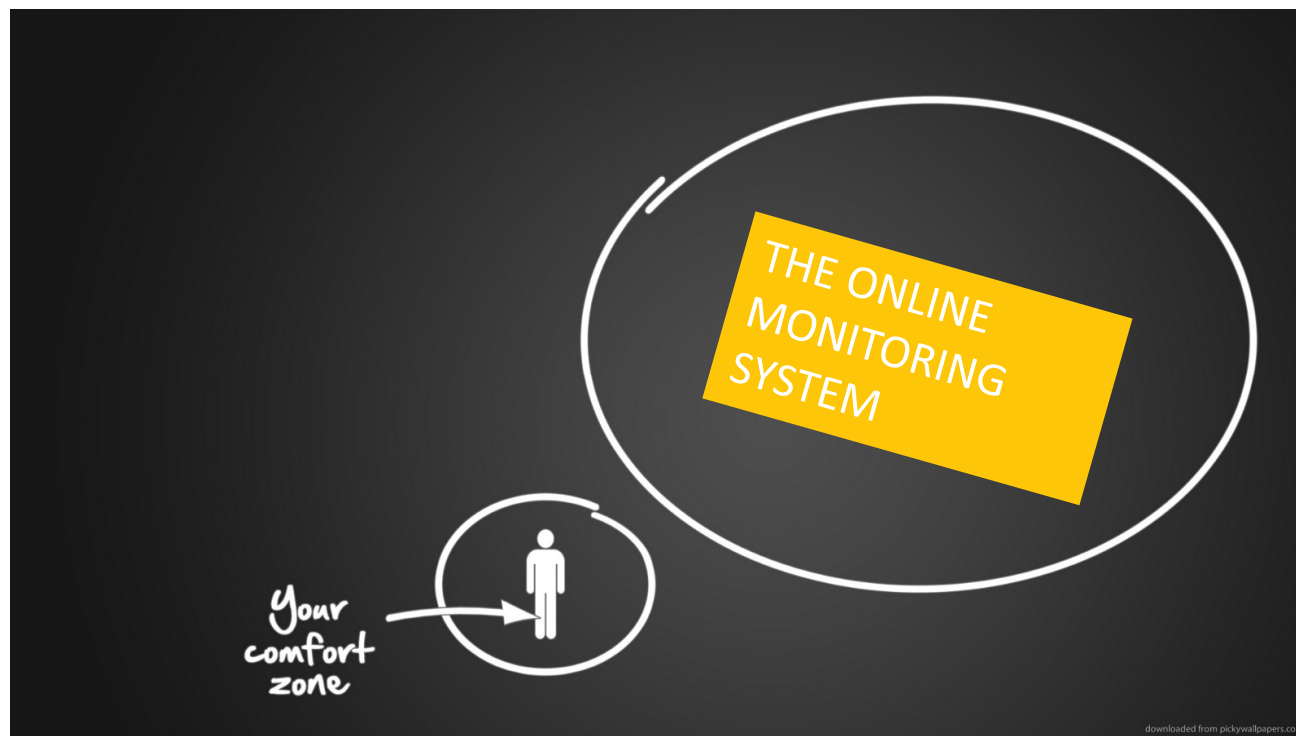 THE ONLINE
MONITORING
SYSTEM
Your
comfort
zone
downloaded from pickywallpapers.co